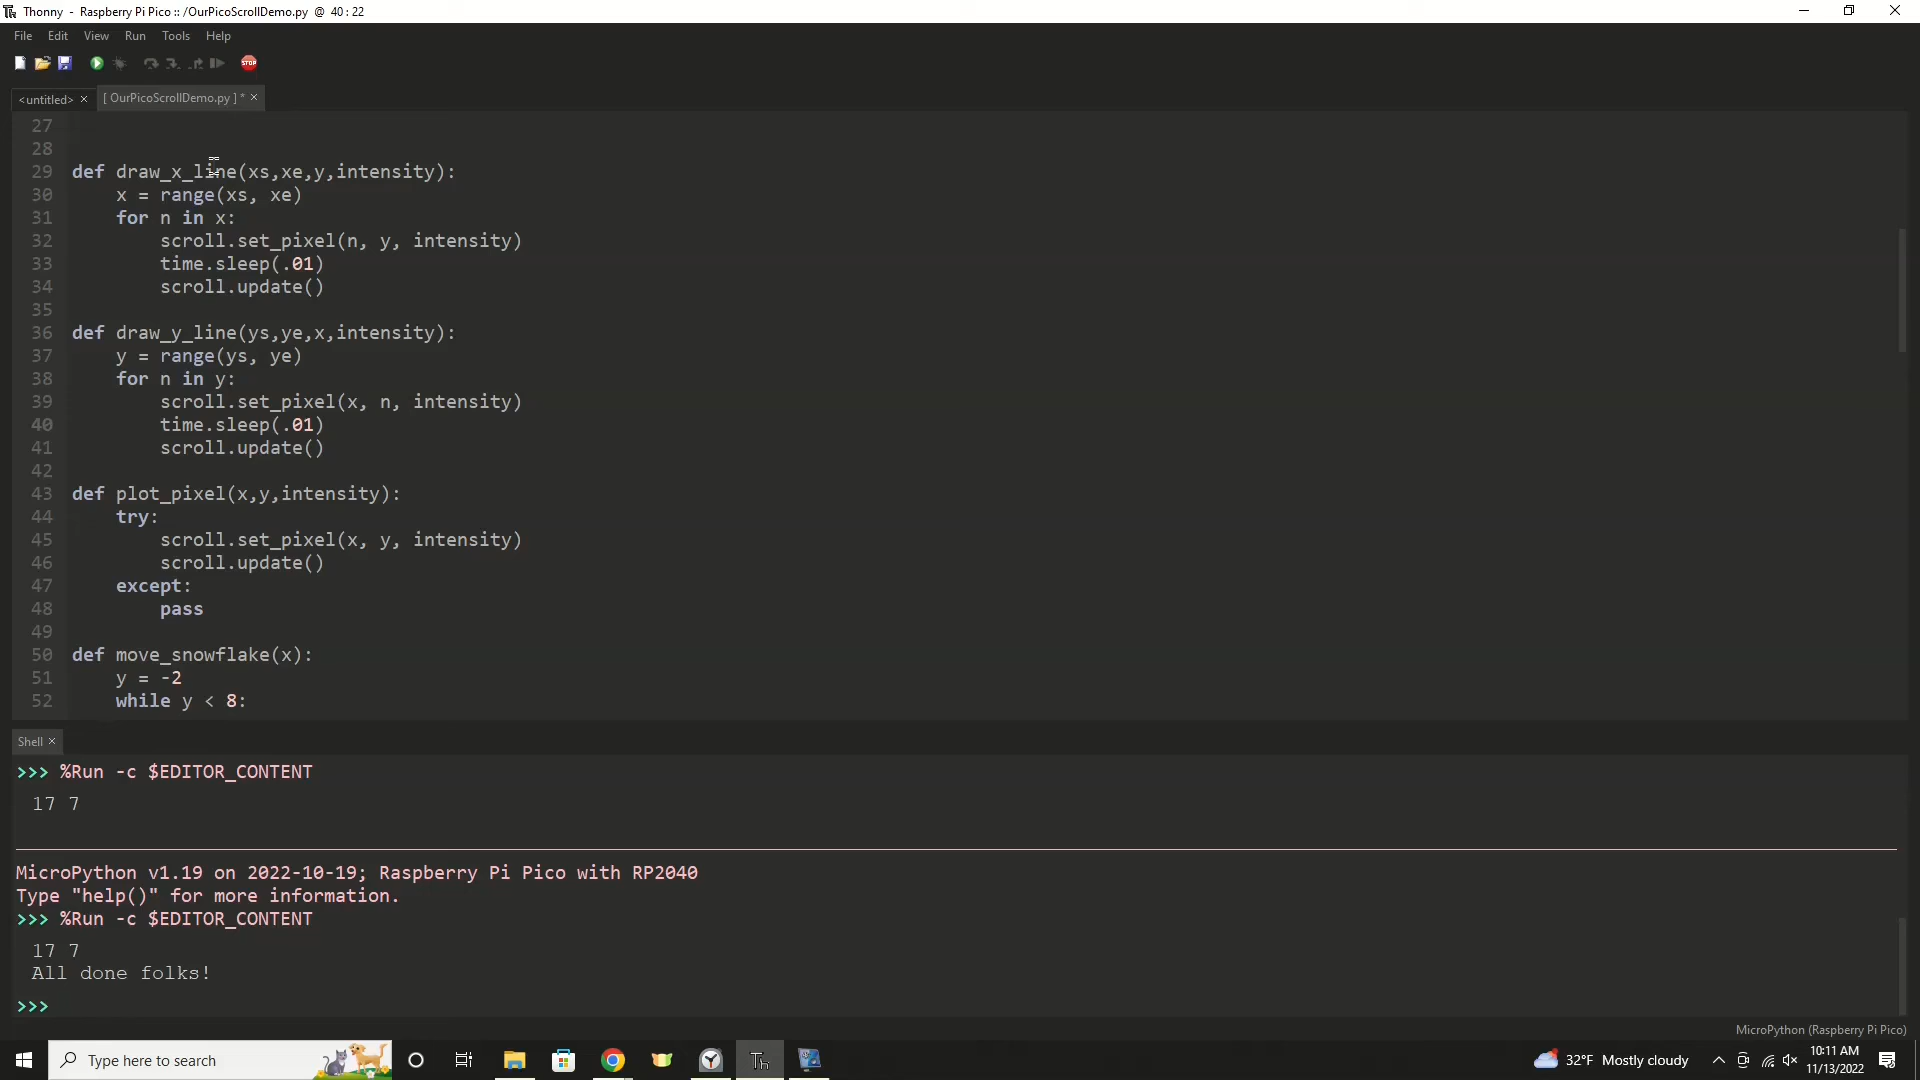 Thonny - Raspberry Pi Pico :: /OurPicoScrollDemo.py @ 40:22
File Edit View Run Tools Help
STOP
<untitled> × [ OurPicoScrollDemo.py ] * ×
27
28
29 def draw_x_line(xs,xe,y,intensity):
30     x = range(xs, xe)
31     for n in x:
32         scroll.set_pixel(n, y, intensity)
33         time.sleep(.01)
34         scroll.update()
35
36 def draw_y_line(ys,ye,x,intensity):
37     y = range(ys, ye)
38     for n in y:
39         scroll.set_pixel(x, n, intensity)
40         time.sleep(.01)
41         scroll.update()
42
43 def plot_pixel(x,y,intensity):
44     try:
45         scroll.set_pixel(x, y, intensity)
46         scroll.update()
47     except:
48         pass
49
50 def move_snowflake(x):
51     y = -2
52     while y < 8:
Shell ×
>>> %Run -c $EDITOR_CONTENT
17 7
MicroPython v1.19 on 2022-10-19; Raspberry Pi Pico with RP2040
Type "help()" for more information.
>>> %Run -c $EDITOR_CONTENT
17 7
All done folks!
>>>
MicroPython (Raspberry Pi Pico)
Type here to search
Th
32°F Mostly cloudy
10:11 AM
11/13/2022